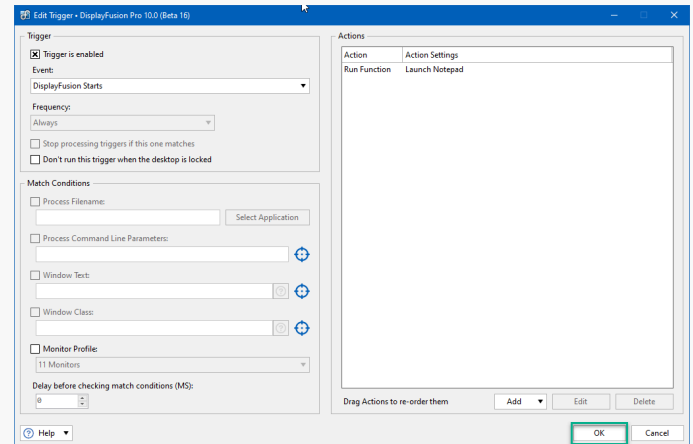 Edit Trigger • DisplayFusion Pro 10.0 (Beta 16)
Trigger
Trigger is enabled
Event:
DisplayFusion Starts
Frequency:
Always
Stop processing triggers if this one matches
Don't run this trigger when the desktop is locked
Match Conditions
Process Filename:
Select Application
Process Command Line Parameters:
Window Text:
Window Class:
Monitor Profile:
11 Monitors
Delay before checking match conditions (MS):
0
Help
Actions
Action Action Settings
Run Function Launch Notepad
Drag Actions to re-order them Add Edit Delete
OK Cancel